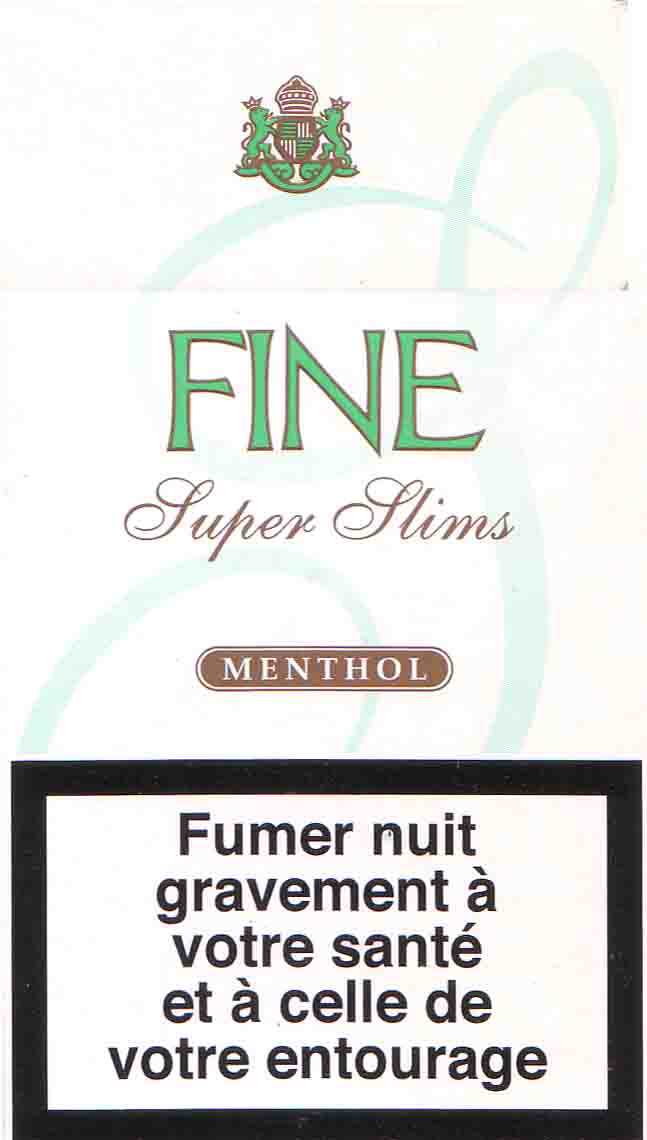 FINE
Super Slims
MENTHOL
Fumer nuit
gravement à
votre santé
et à celle de
votre entourage